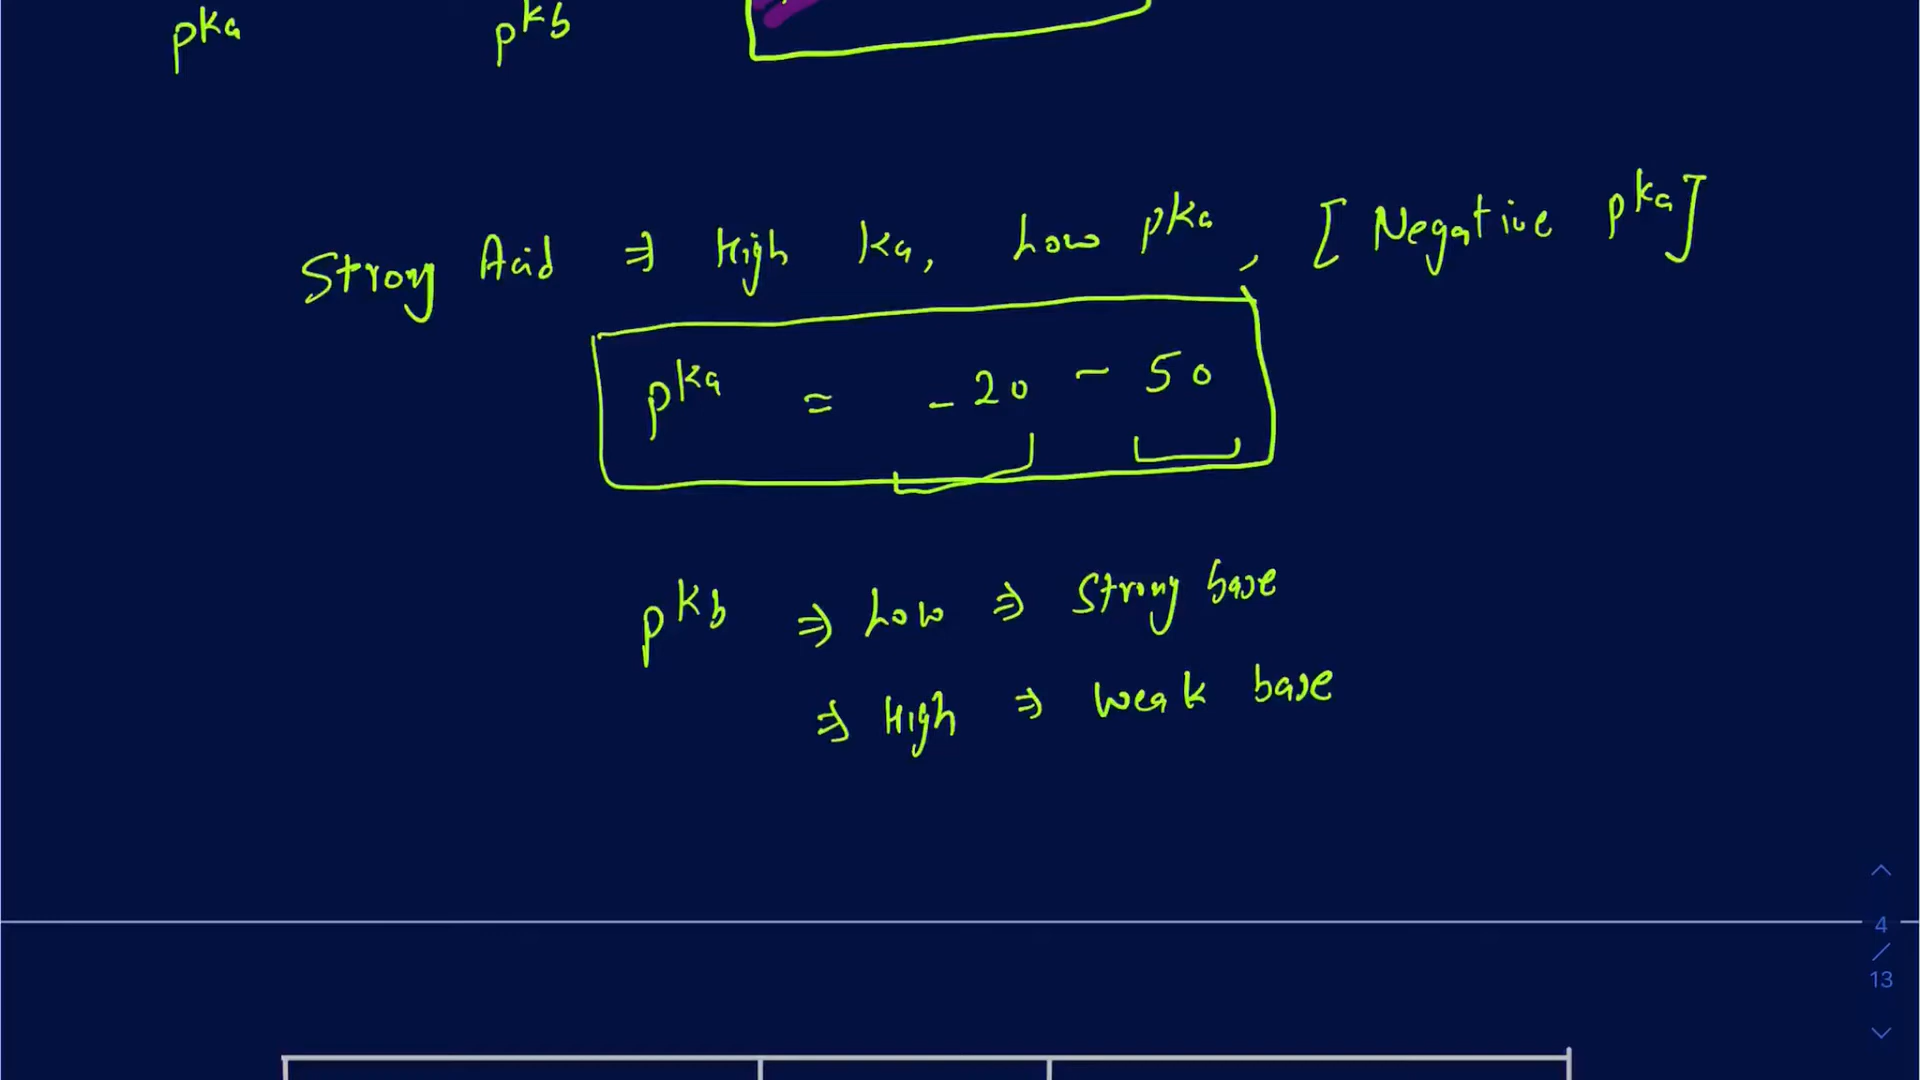 pKa pKb
Strong Acid ⇒ High Ka, Low pKa, [Negative pKa]
pKa = -20 ~ 50
pKb ⇒ Low ⇒ Strong base
⇒ High ⇒ Weak base
4
/
13